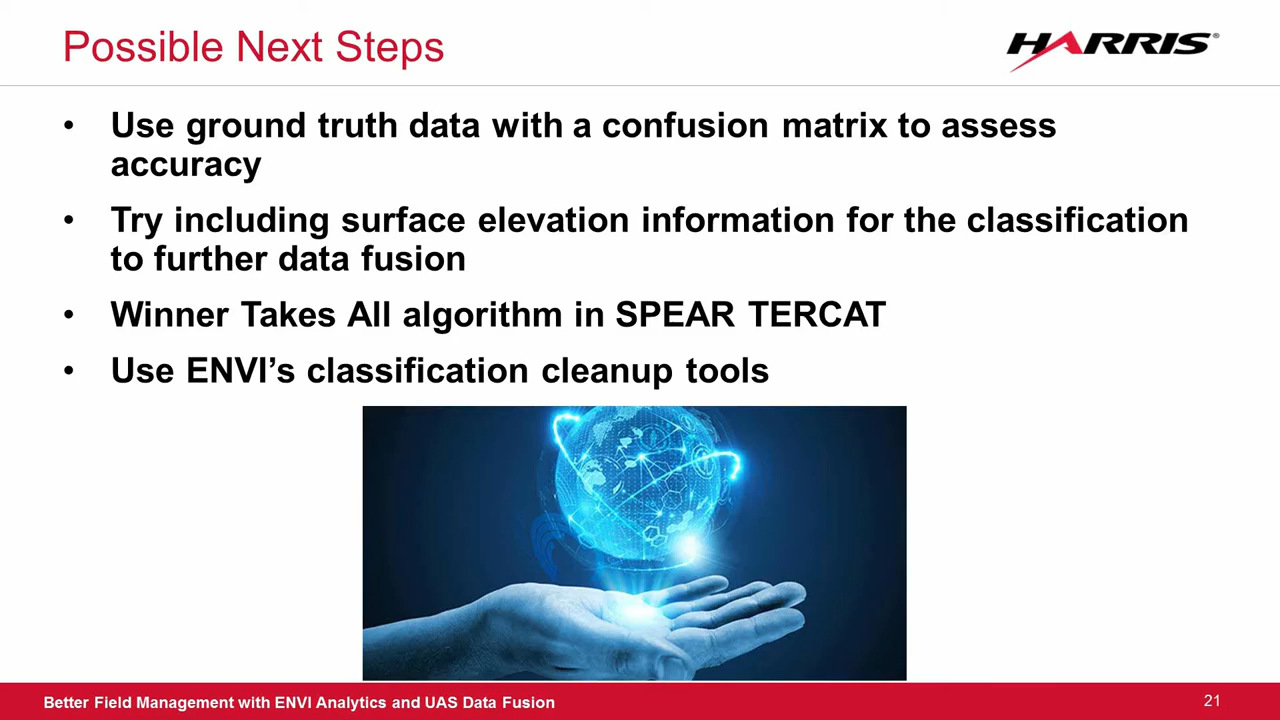 Possible Next Steps
HARRIS®
• Use ground truth data with a confusion matrix to assess
accuracy
• Try including surface elevation information for the classification
to further data fusion
• Winner Takes All algorithm in SPEAR TERCAT
• Use ENVI’s classification cleanup tools
Better Field Management with ENVI Analytics and UAS Data Fusion
21